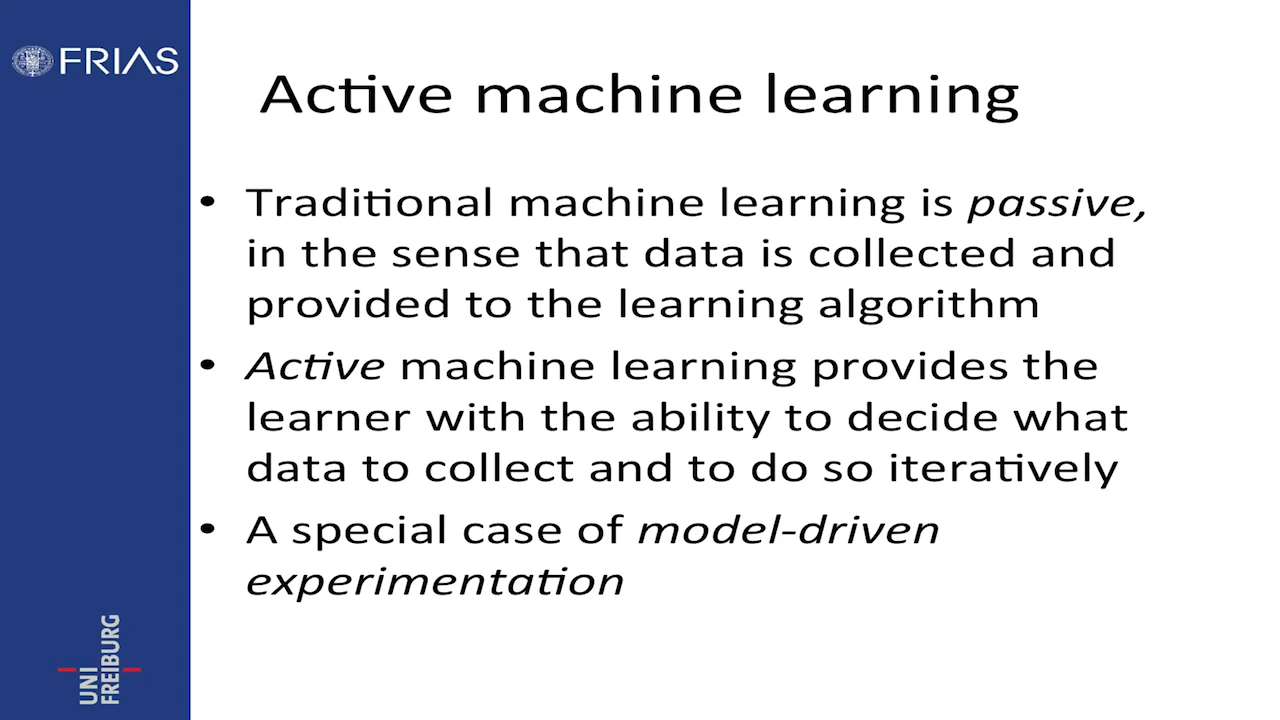 FRIAS
Active machine learning
• Traditional machine learning is passive,
in the sense that data is collected and
provided to the learning algorithm
• Active machine learning provides the
learner with the ability to decide what
data to collect and to do so iteratively
• A special case of model-driven
experimentation
UNI
FREIBURG